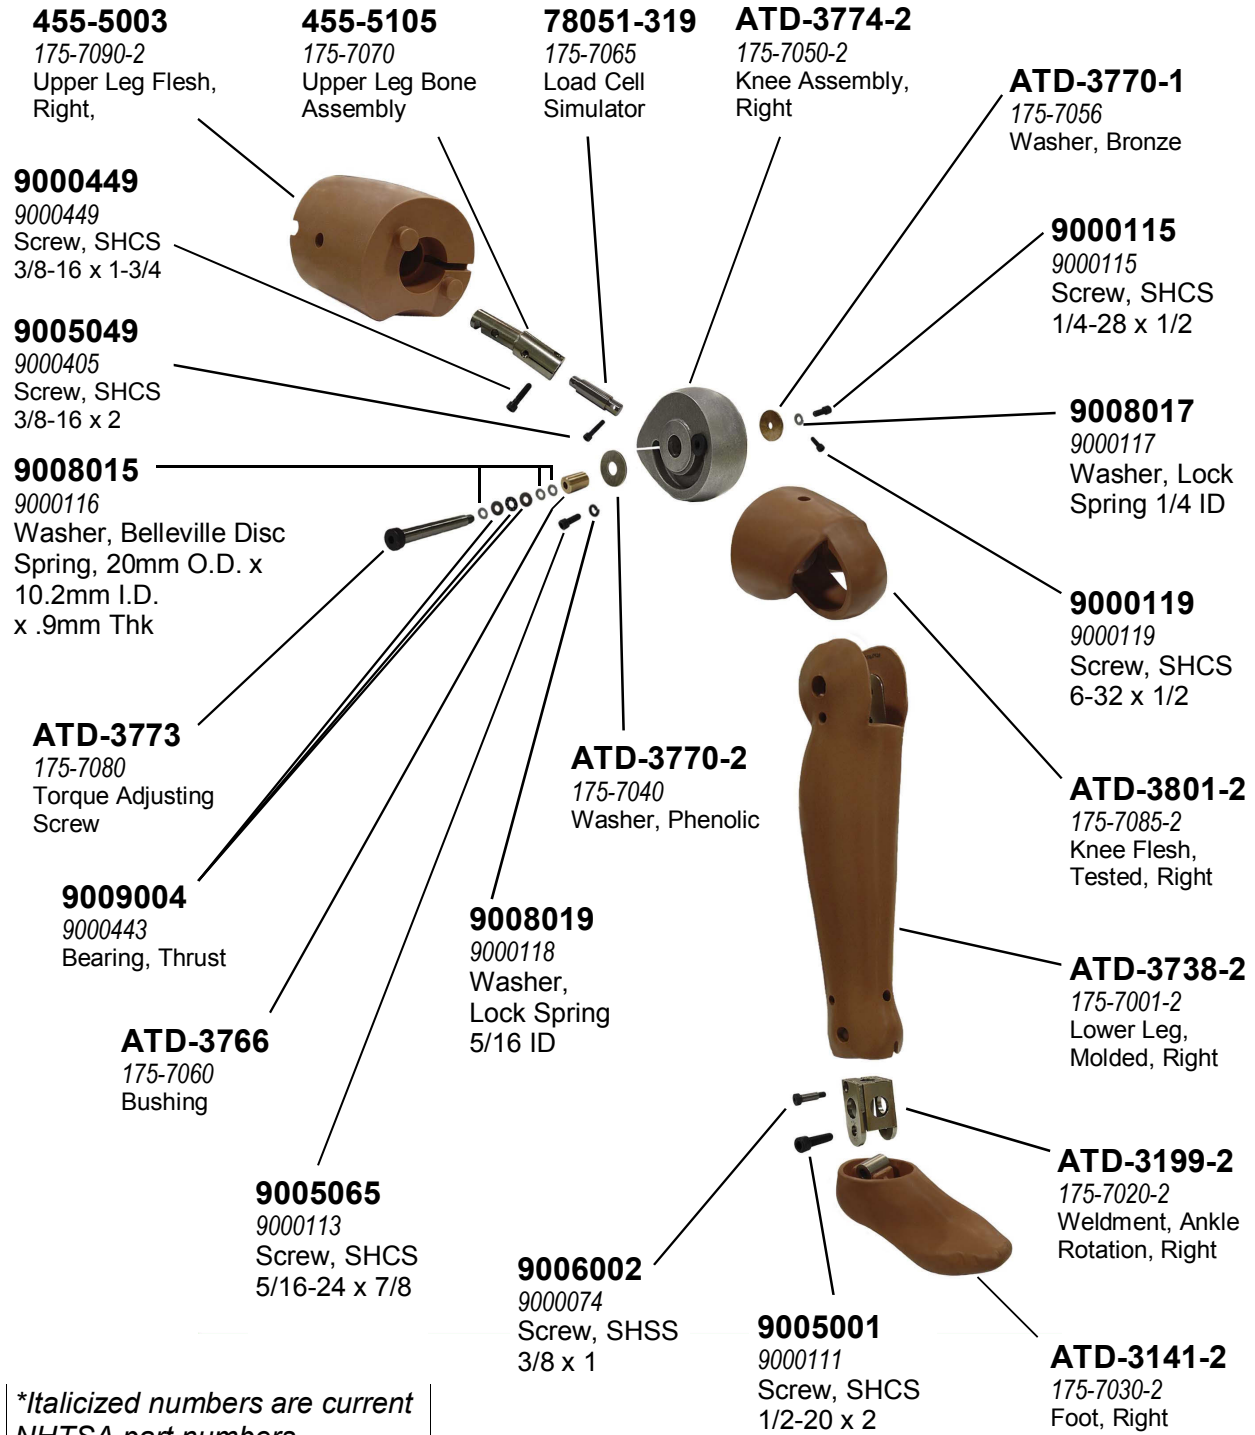 455-5003
175-7090-2
Upper Leg Flesh,
Right,
455-5105
175-7070
Upper Leg Bone
Assembly
78051-319
175-7065
Load Cell
Simulator
ATD-3774-2
175-7050-2
Knee Assembly,
Right
ATD-3770-1
175-7056
Washer, Bronze
9000449
9000449
Screw, SHCS
3/8-16 x 1-3/4
9000115
9000115
Screw, SHCS
1/4-28 x 1/2
9005049
9000405
Screw, SHCS
3/8-16 x 2
9008017
9000117
Washer, Lock
Spring 1/4 ID
9008015
9000116
Washer, Belleville Disc
Spring, 20mm O.D. x
10.2mm I.D.
x .9mm Thk
9000119
9000119
Screw, SHCS
6-32 x 1/2
ATD-3773
175-7080
Torque Adjusting
Screw
ATD-3770-2
175-7040
Washer, Phenolic
ATD-3801-2
175-7085-2
Knee Flesh,
Tested, Right
9009004
9000443
Bearing, Thrust
9008019
9000118
Washer,
Lock Spring
5/16 ID
ATD-3738-2
175-7001-2
Lower Leg,
Molded, Right
ATD-3766
175-7060
Bushing
ATD-3199-2
175-7020-2
Weldment, Ankle
Rotation, Right
9005065
9000113
Screw, SHCS
5/16-24 x 7/8
9006002
9000074
Screw, SHSS
3/8 x 1
9005001
9000111
Screw, SHCS
1/2-20 x 2
ATD-3141-2
175-7030-2
Foot, Right
*Italicized numbers are current
NHTSA part numbers